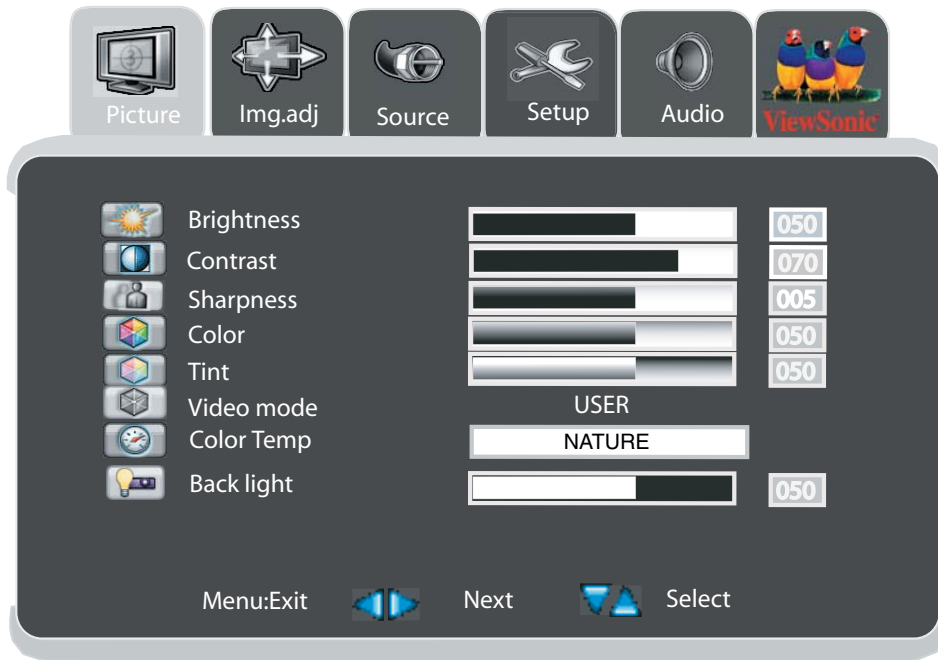 Picture Img.adj Source Setup Audio ViewSonic®
Brightness 050
Contrast 070
Sharpness 005
Color 050
Tint 050
Video mode USER
Color Temp NATURE
Back light 050
Menu:Exit Next Select